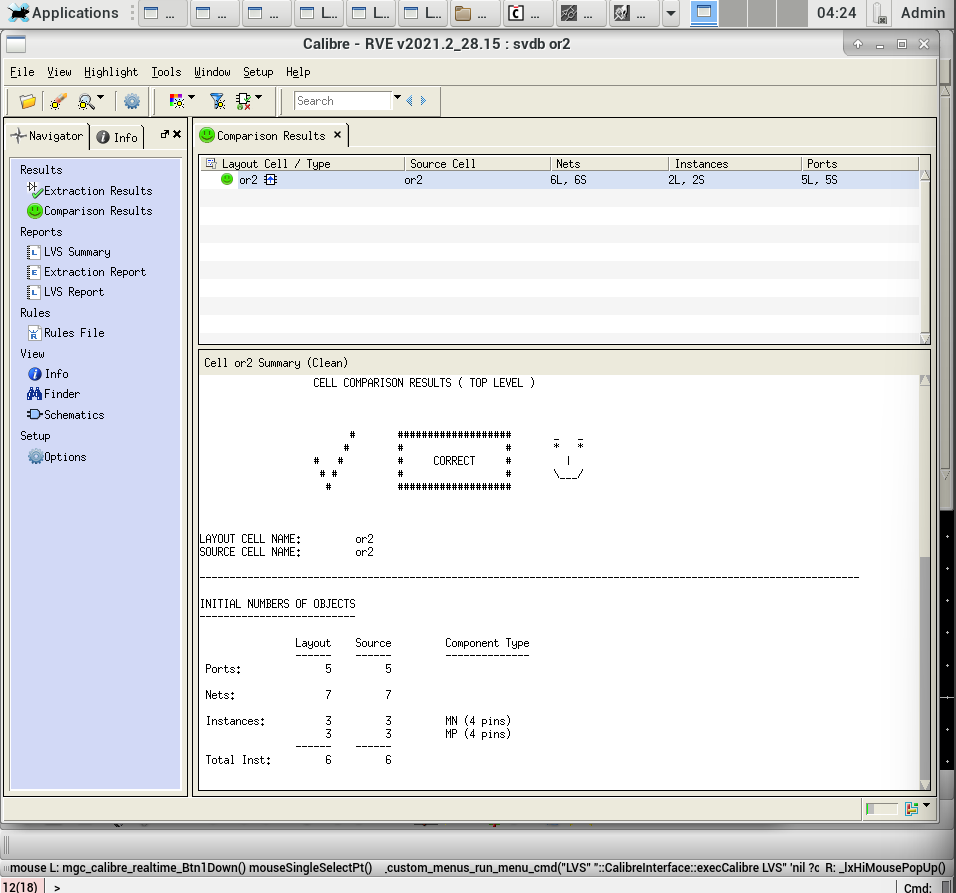 Applications ... ... ... L... L... L... ... ... ... ... 04:24 Admin
Calibre - RVE v2021.2_28.15 : svdb or2
File View Highlight Tools Window Setup Help
Search
Navigator Info
Comparison Results
Results
Extraction Results
Comparison Results
Reports
LVS Summary
Extraction Report
LVS Report
Rules
Rules File
View
Info
Finder
Schematics
Setup
Options
Layout Cell / Type Source Cell Nets Instances Ports
or2 or2 6L, 6S 2L, 2S 5L, 5S
Cell or2 Summary (Clean)
CELL COMPARISON RESULTS ( TOP LEVEL )
# ################### _ _
# # # * *
# # # CORRECT # |
# # # # \___/
# ###################
LAYOUT CELL NAME: or2
SOURCE CELL NAME: or2
--------------------------------------------------------------------------------------------------------------
INITIAL NUMBERS OF OBJECTS
--------------------------
Layout Source Component Type
------ ------ --------------
Ports: 5 5
Nets: 7 7
Instances: 3 3 MN (4 pins)
3 3 MP (4 pins)
------ ------
Total Inst: 6 6
mouse L: mgc_calibre_realtime_Btn1Down() mouseSingleSelectPt() _custom_menus_run_menu_cmd("LVS" "::CalibreInterface::execCalibre LVS" 'nil ?c R: _lxHiMousePopUp()
12(18) > Cmd: